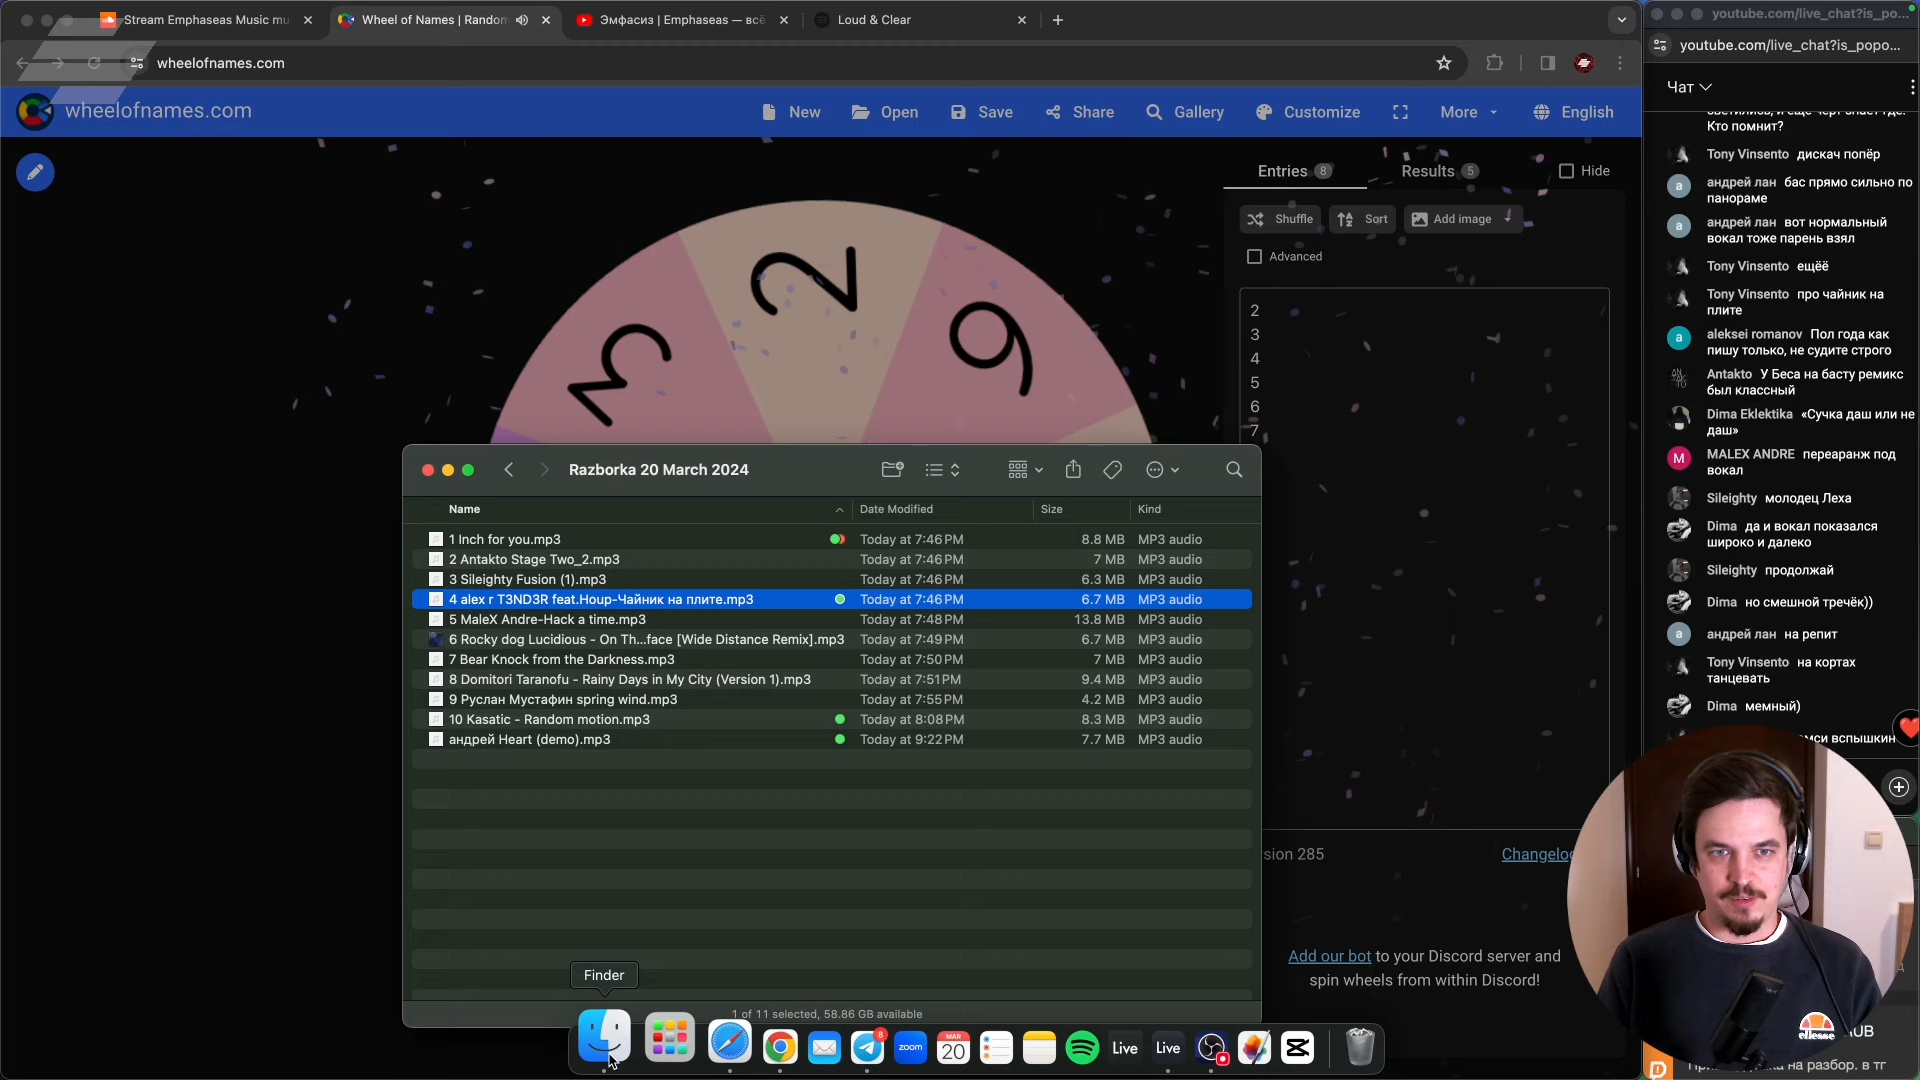 Stream Emphaseas Music mu
Wheel of Names | Random
Эмфасиз | Emphaseas — всё
Loud & Clear
youtube.com/live_chat?is_po...
wheelofnames.com
youtube.com/live_chat?is_popo...
wheelofnames.com
New
Open
Save
Share
Gallery
Customize
More
English
Чат
Entries 8
Results 5
Hide
Shuffle
Sort
Add image
Advanced
2
3
4
5
6
7
3
2
9
Кто помнит?
Tony Vinsento дискач попёр
андрей лан бас прямо сильно по
панораме
андрей лан вот нормальный
вокал тоже парень взял
Tony Vinsento ещёё
Tony Vinsento про чайник на
плите
aleksei romanov Пол года как
пишу только, не судите строго
Antakto У Беса на басту ремикс
был классный
Dima Eklektika «Сучка даш или не
даш»
MALEX ANDRE переаранж под
вокал
Sileighty молодец Леха
Dima да и вокал показался
широко и далеко
Sileighty продолжай
Dima но смешной тречёк))
андрей лан на репит
Tony Vinsento на кортах
танцевать
Dima мемный)
Razborka 20 March 2024
Name Date Modified Size Kind
1 Inch for you.mp3 Today at 7:46 PM 8.8 MB MP3 audio
2 Antakto Stage Two_2.mp3 Today at 7:46 PM 7 MB MP3 audio
3 Sileighty Fusion (1).mp3 Today at 7:46 PM 6.3 MB MP3 audio
4 alex r T3ND3R feat.Houp-Чайник на плите.mp3 Today at 7:46 PM 6.7 MB MP3 audio
5 MaleX Andre-Hack a time.mp3 Today at 7:48 PM 13.8 MB MP3 audio
6 Rocky dog Lucidious - On Th...face [Wide Distance Remix].mp3 Today at 7:49 PM 6.7 MB MP3 audio
7 Bear Knock from the Darkness.mp3 Today at 7:50 PM 7 MB MP3 audio
8 Domitori Taranofu - Rainy Days in My City (Version 1).mp3 Today at 7:51 PM 9.4 MB MP3 audio
9 Руслан Мустафин spring wind.mp3 Today at 7:55 PM 4.2 MB MP3 audio
10 Kasatic - Random motion.mp3 Today at 8:08 PM 8.3 MB MP3 audio
андрей Heart (demo).mp3 Today at 9:22 PM 7.7 MB MP3 audio
1 of 11 selected, 58.86 GB available
Changelog
Add our bot to your Discord server and
spin wheels from within Discord!
Finder
8
zoom
MAR
20
Live
Live
ellesse
на разбор. в тг